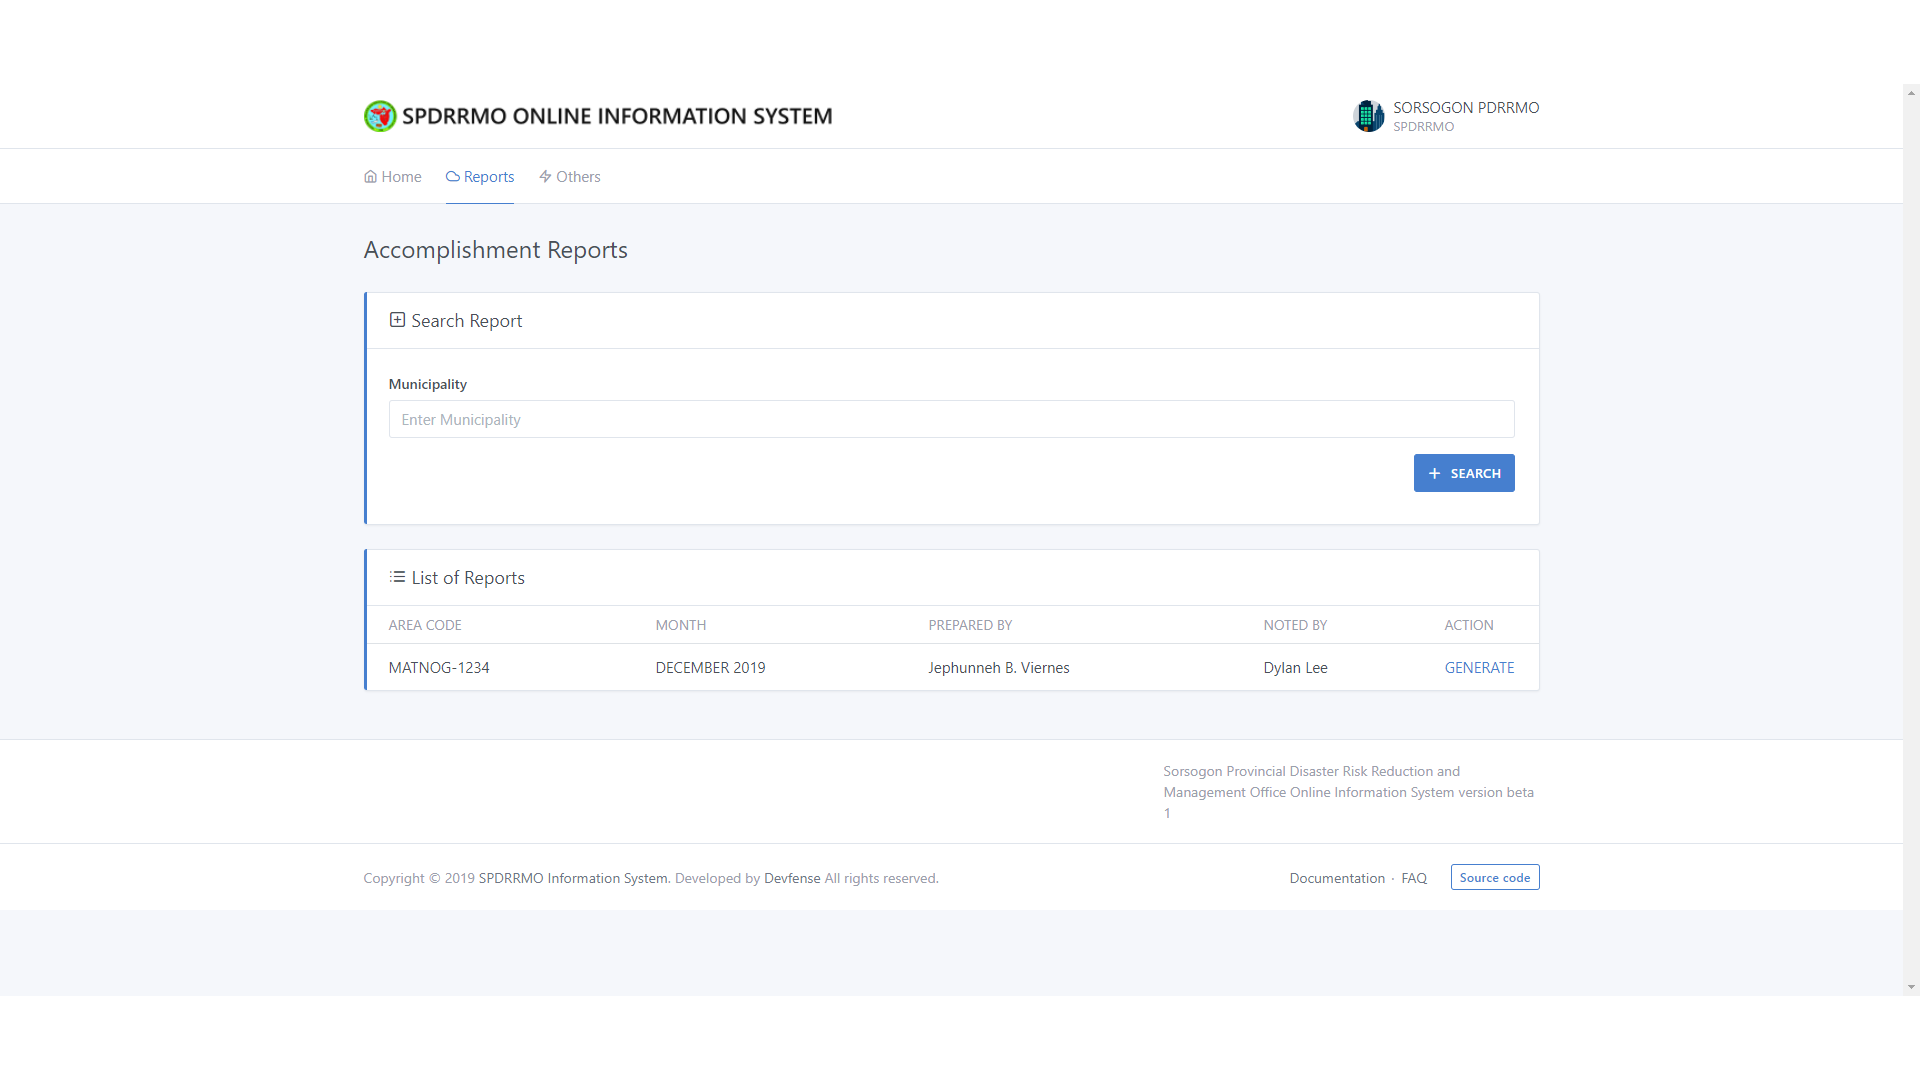 SPDRRMO ONLINE INFORMATION SYSTEM
SORSOGON PDRRMO
SPDRRMO
Home Reports Others
Accomplishment Reports
Search Report
Municipality
Enter Municipality
SEARCH
List of Reports
AREA CODE MONTH PREPARED BY NOTED BY ACTION
MATNOG-1234 DECEMBER 2019 Jephunneh B. Viernes Dylan Lee GENERATE
Sorsogon Provincial Disaster Risk Reduction and
Management Office Online Information System version beta
1
Copyright © 2019 SPDRRMO Information System. Developed by Devfense All rights reserved.
Documentation · FAQ Source code